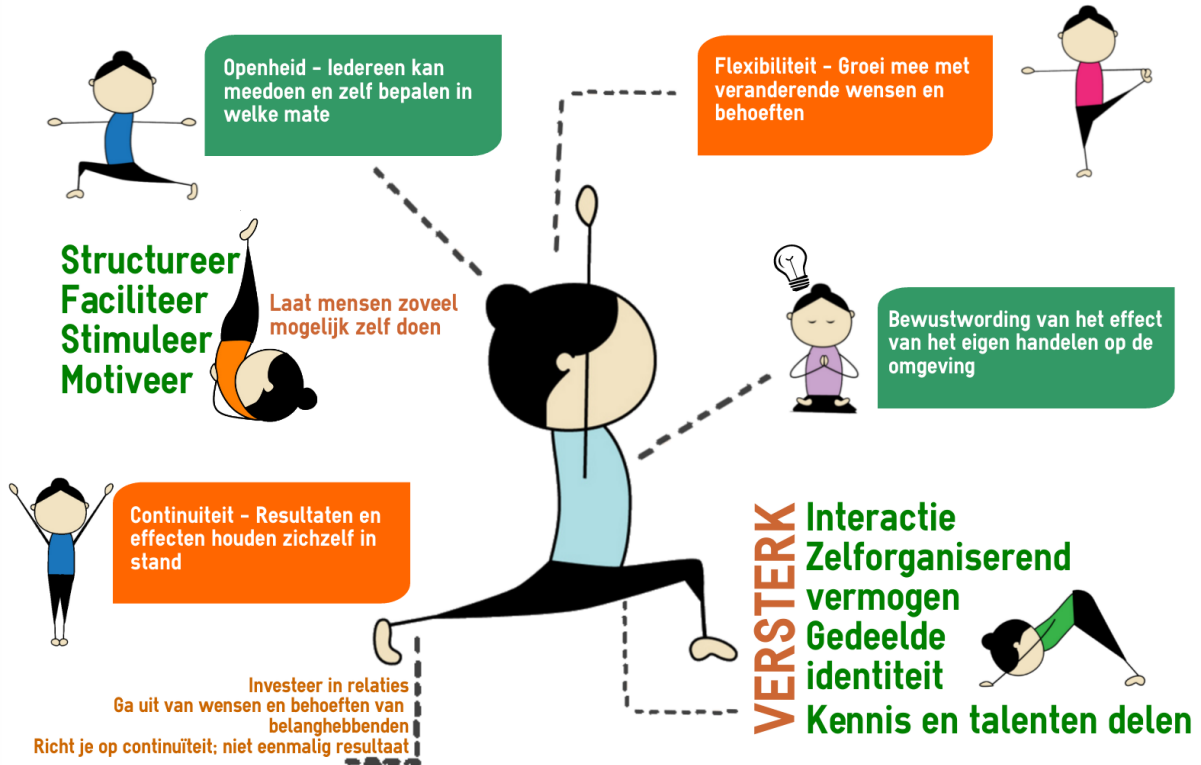 Openheid - Iedereen kan
meedoen en zelf bepalen in
welke mate
Flexibiliteit - Groei mee met
veranderende wensen en
behoeften
Structureer
Faciliteer
Stimuleer
Motiveer
Laat mensen zoveel
mogelijk zelf doen
Bewustwording van het effect
van het eigen handelen op de
omgeving
Continuiteit - Resultaten en
effecten houden zichzelf in
stand
VERSTERK
Interactie
Zelforganiserend
vermogen
Gedeelde
identiteit
Kennis en talenten delen
Investeer in relaties
Ga uit van wensen en behoeften van
belanghebbenden
Richt je op continuïteit; niet eenmalig resultaat